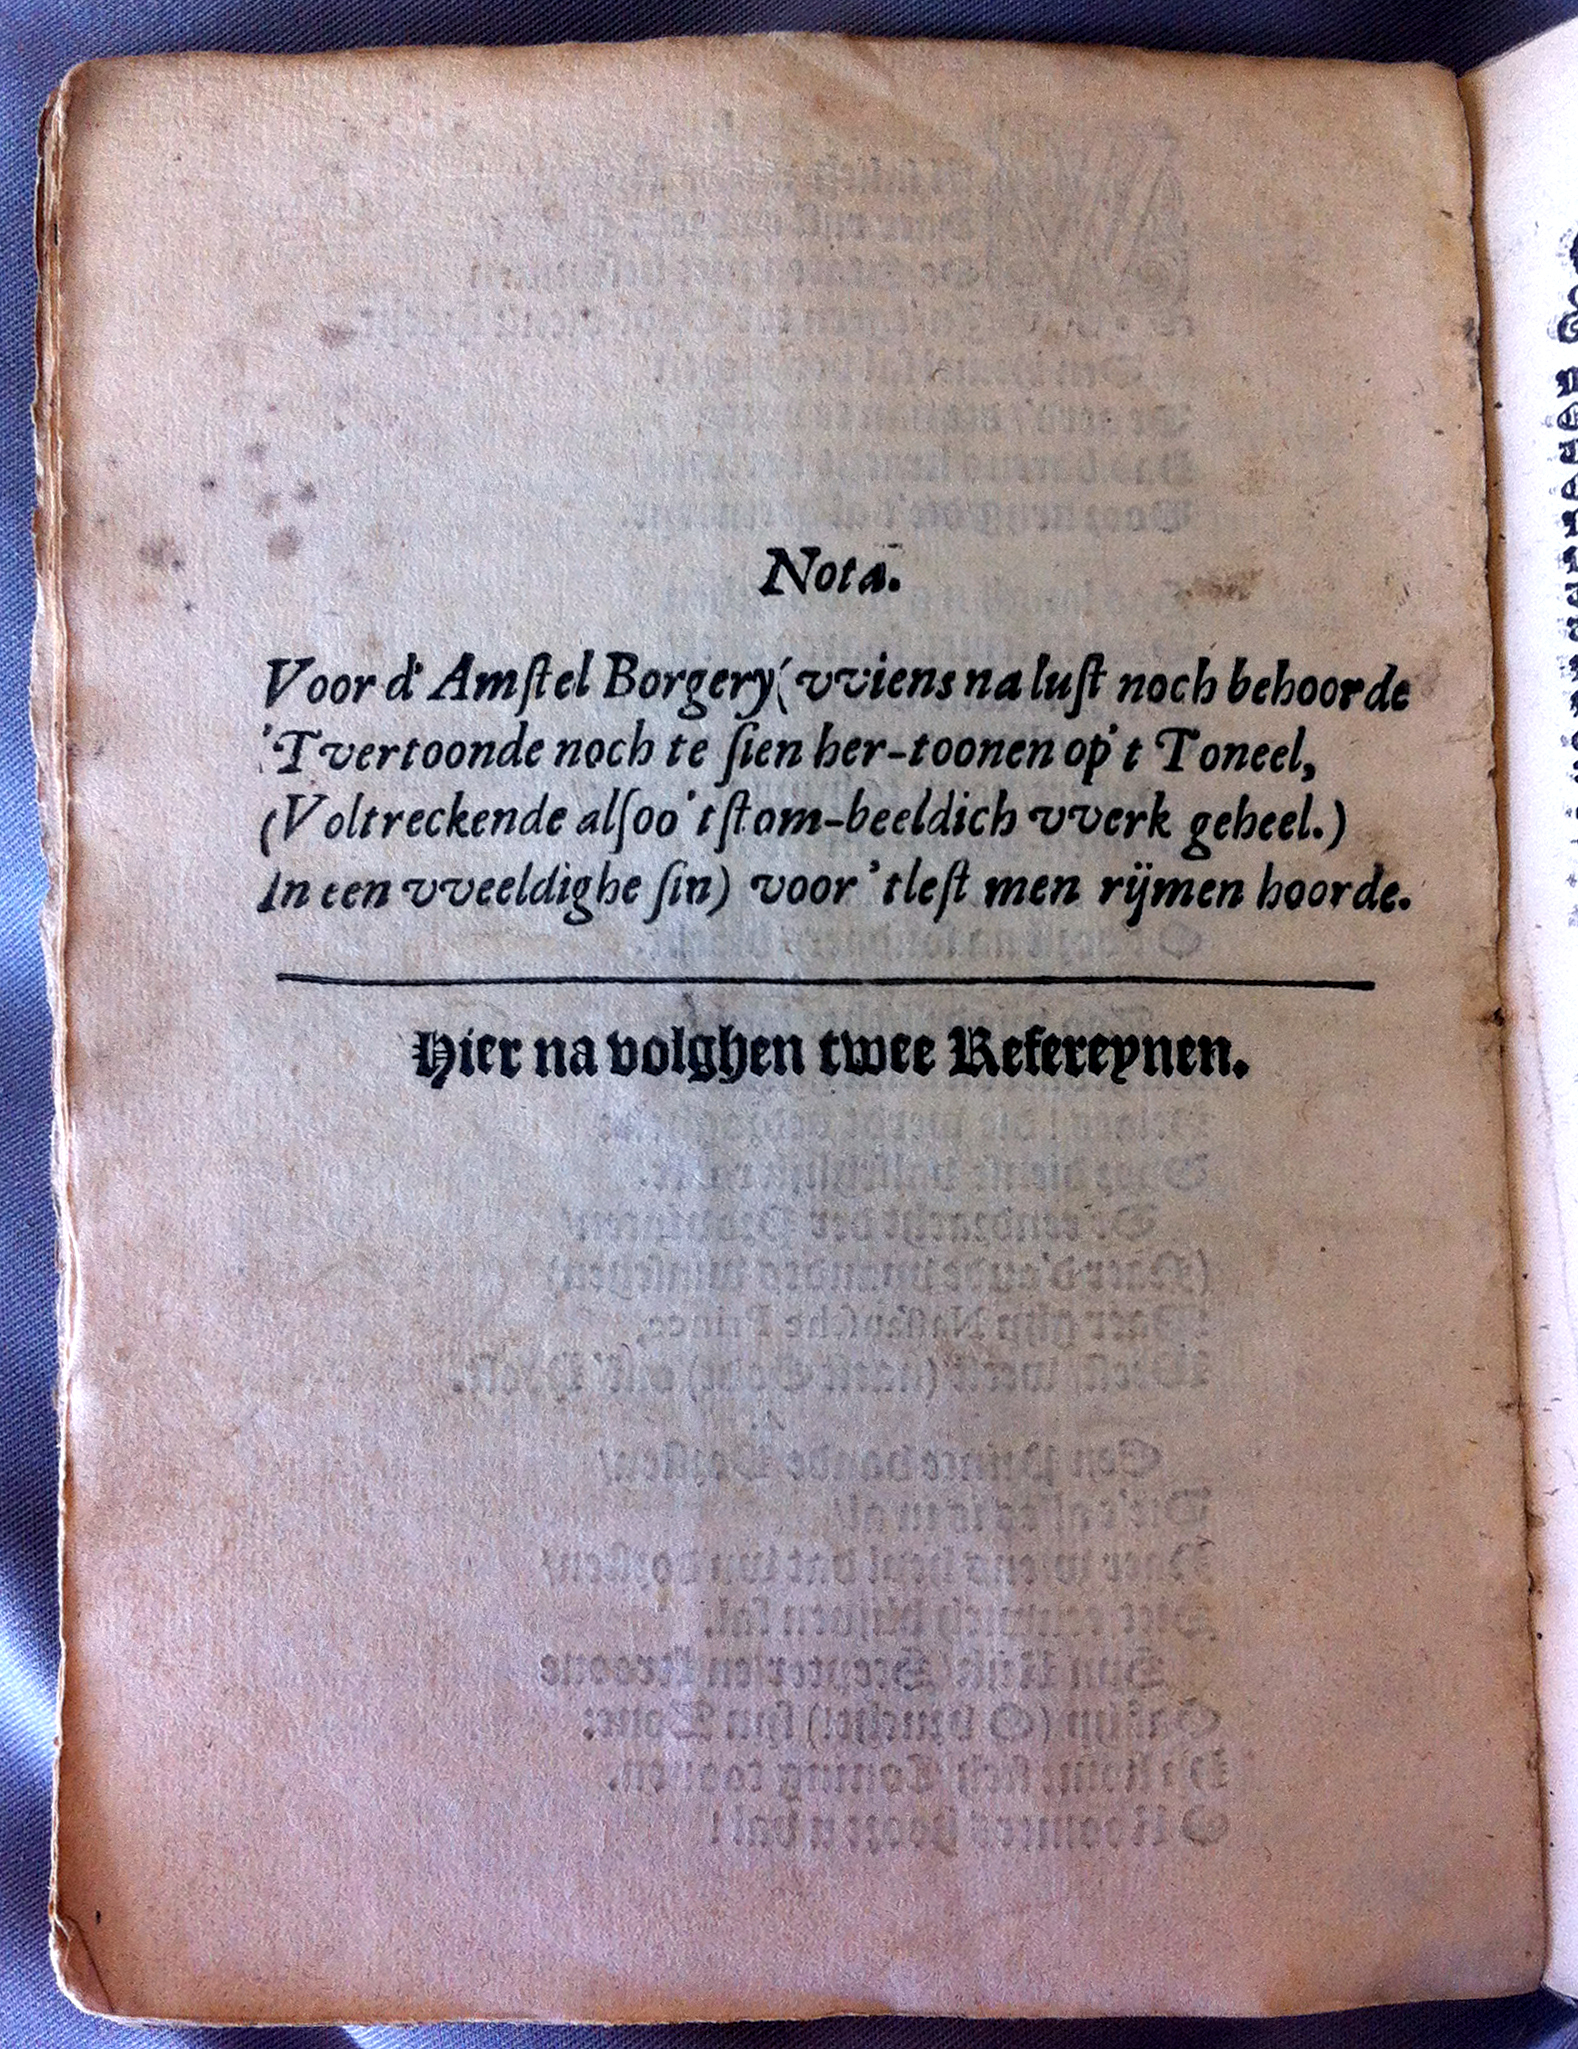 Nota.
Voor d' Amſtel Borgery (vviens na luſt noch behoorde
'Tvertoonde noch te ſien her-toonen op't Toneel,
(Voltreckende alſoo 't ſtom-beeldich vverk geheel.)
In een vveeldighe ſin) voor 't leſt men rijmen hoorde.
Hier na volghen twee Refereynen.